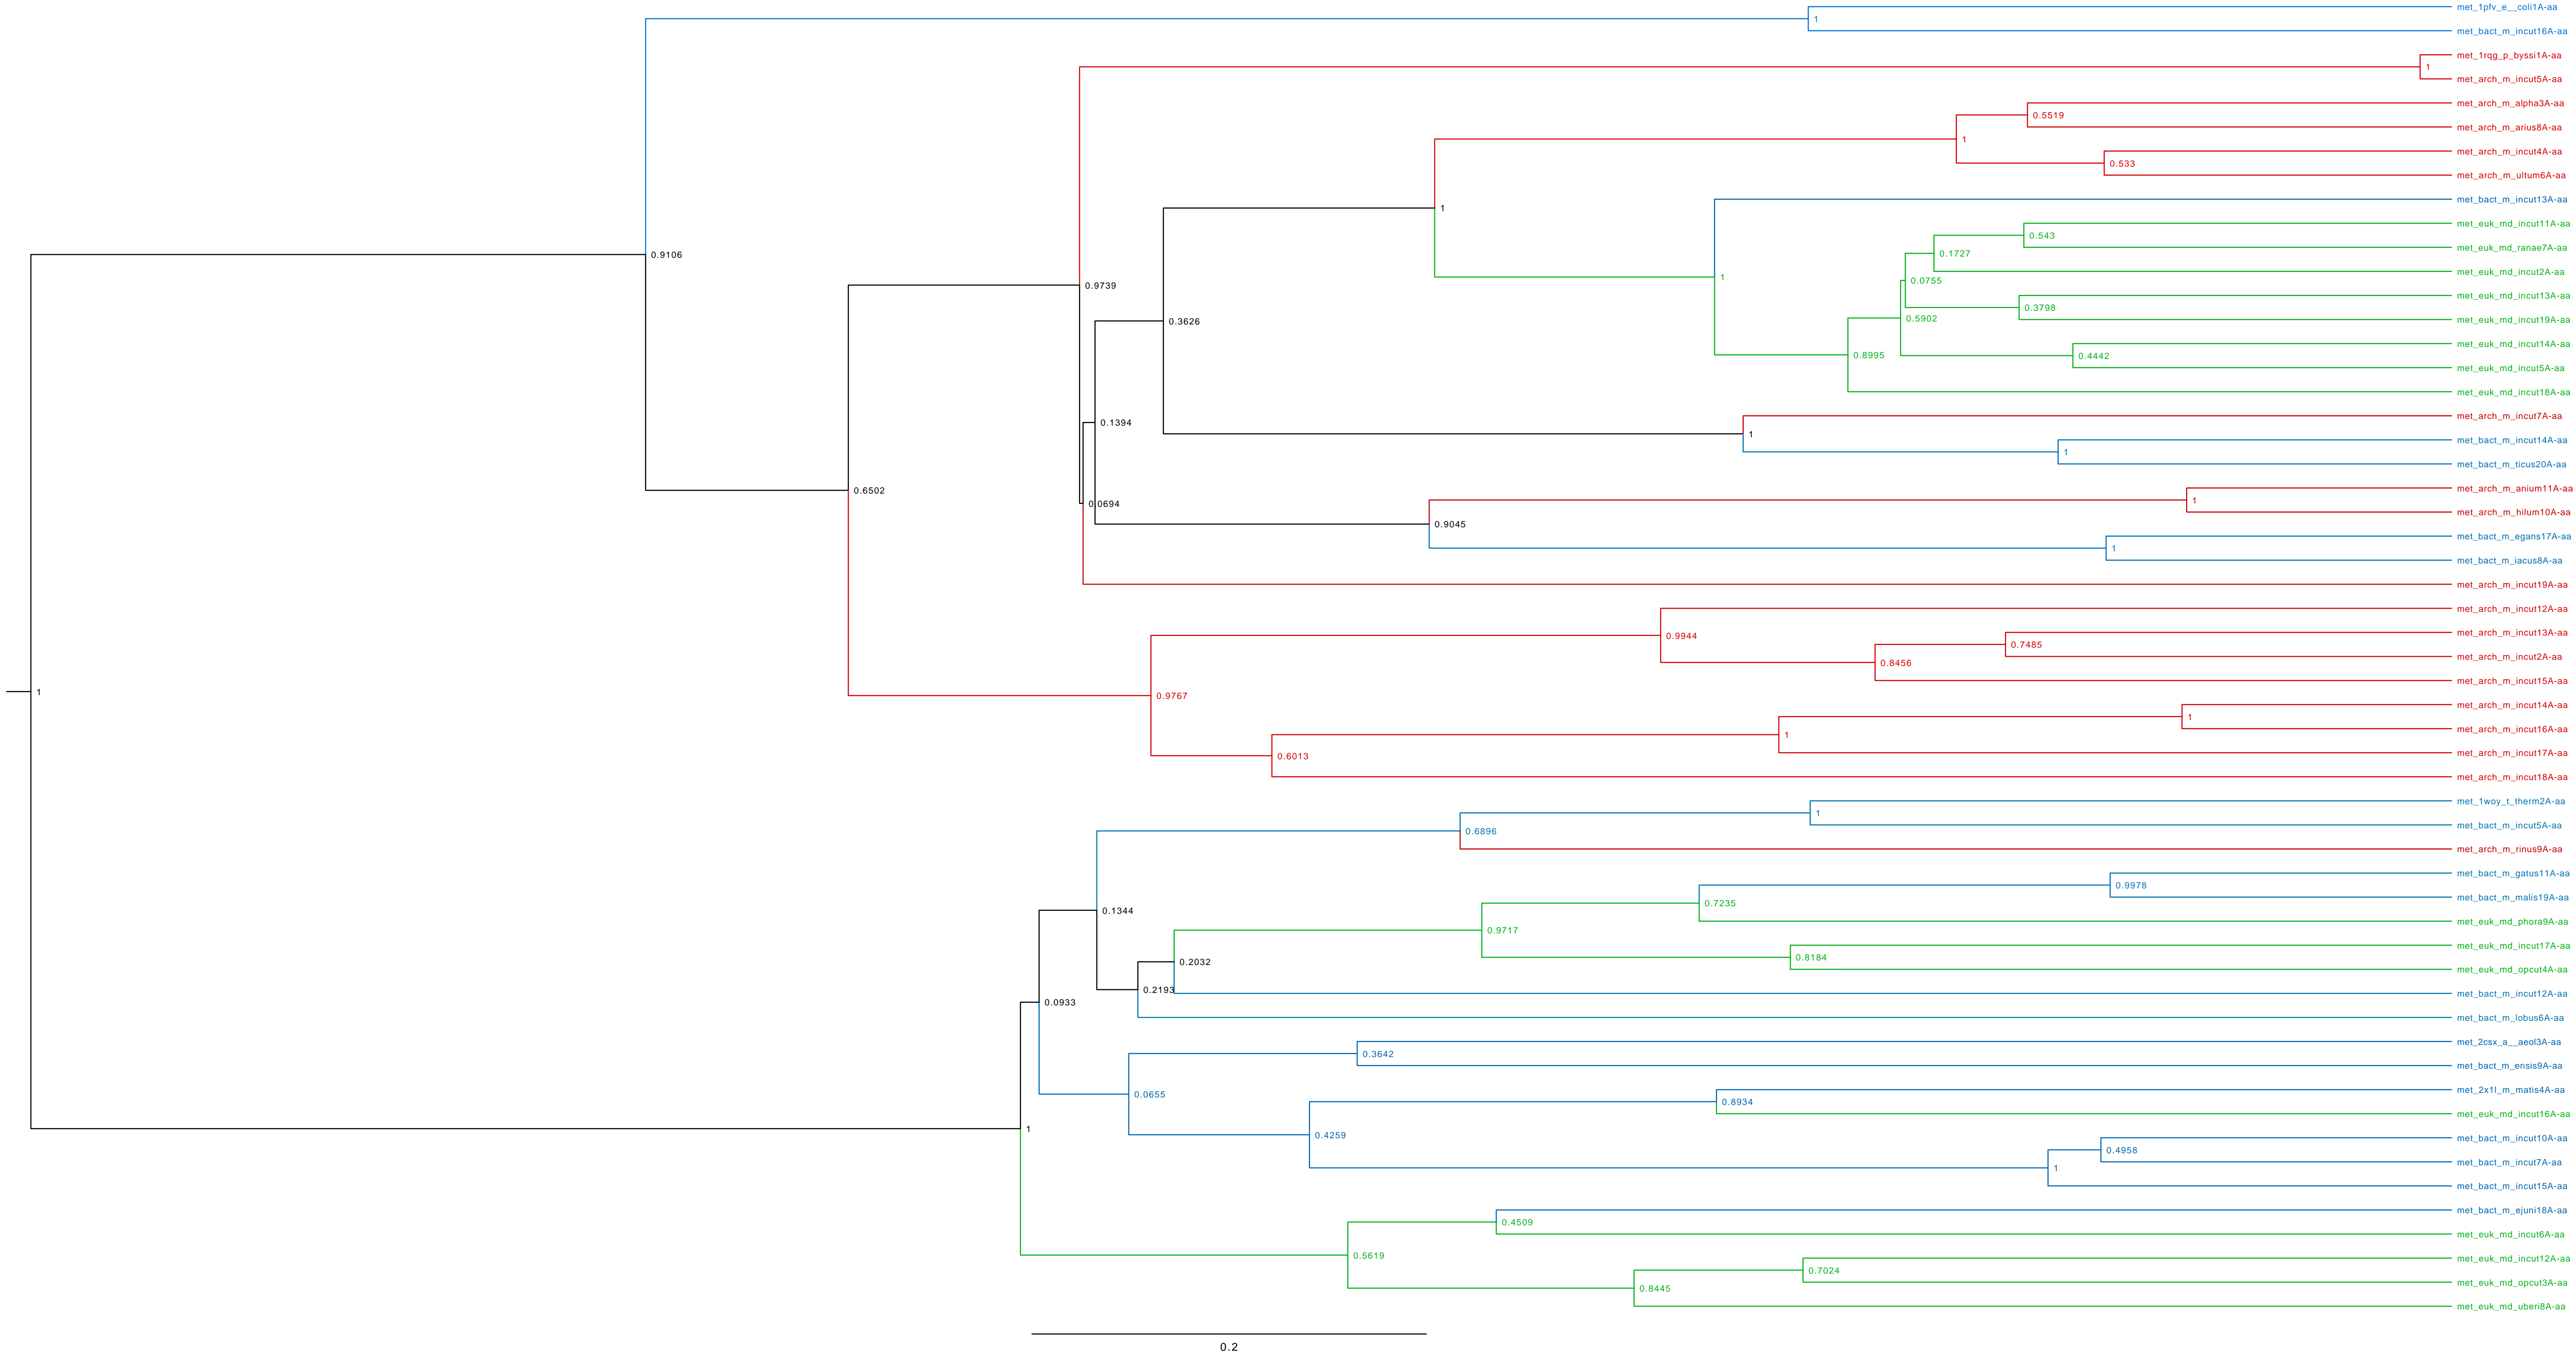 met_1pfv_e__coli1A-aa
1
met_bact_m_incut16A-aa
met_1rqg_p_byssi1A-aa
1
met_arch_m_incut5A-aa
met_arch_m_alpha3A-aa
0.5519
met_arch_m_arius8A-aa
1
met_arch_m_incut4A-aa
0.533
met_arch_m_ultum6A-aa
met_bact_m_incut13A-aa
1
met_euk_md_incut11A-aa
0.543
met_euk_md_ranae7A-aa
0.1727
0.9106
met_euk_md_incut2A-aa
1
0.0755
0.9739
met_euk_md_incut13A-aa
0.3798
0.5902
met_euk_md_incut19A-aa
0.3626
met_euk_md_incut14A-aa
0.8995
0.4442
met_euk_md_incut5A-aa
met_euk_md_incut18A-aa
met_arch_m_incut7A-aa
0.1394
1
met_bact_m_incut14A-aa
1
met_bact_m_ticus20A-aa
0.6502
met_arch_m_anium11A-aa
1
0.0694
met_arch_m_hilum10A-aa
0.9045
met_bact_m_egans17A-aa
1
met_bact_m_iacus8A-aa
met_arch_m_incut19A-aa
met_arch_m_incut12A-aa
0.9944
met_arch_m_incut13A-aa
0.7485
met_arch_m_incut2A-aa
0.8456
met_arch_m_incut15A-aa
1
0.9767
met_arch_m_incut14A-aa
1
met_arch_m_incut16A-aa
1
met_arch_m_incut17A-aa
0.6013
met_arch_m_incut18A-aa
met_1woy_t_therm2A-aa
1
met_bact_m_incut5A-aa
0.6896
met_arch_m_rinus9A-aa
met_bact_m_gatus11A-aa
0.9978
met_bact_m_malis19A-aa
0.7235
0.1344
met_euk_md_phora9A-aa
0.9717
met_euk_md_incut17A-aa
0.8184
0.2032
met_euk_md_opcut4A-aa
0.2193
met_bact_m_incut12A-aa
0.0933
met_bact_m_lobus6A-aa
met_2csx_a__aeol3A-aa
0.3642
met_bact_m_ensis9A-aa
met_2x1l_m_matis4A-aa
0.0655
0.8934
met_euk_md_incut16A-aa
1
0.4259
met_bact_m_incut10A-aa
0.4958
met_bact_m_incut7A-aa
1
met_bact_m_incut15A-aa
met_bact_m_ejuni18A-aa
0.4509
met_euk_md_incut6A-aa
0.5619
met_euk_md_incut12A-aa
0.7024
met_euk_md_opcut3A-aa
0.8445
met_euk_md_uberi8A-aa
0.2